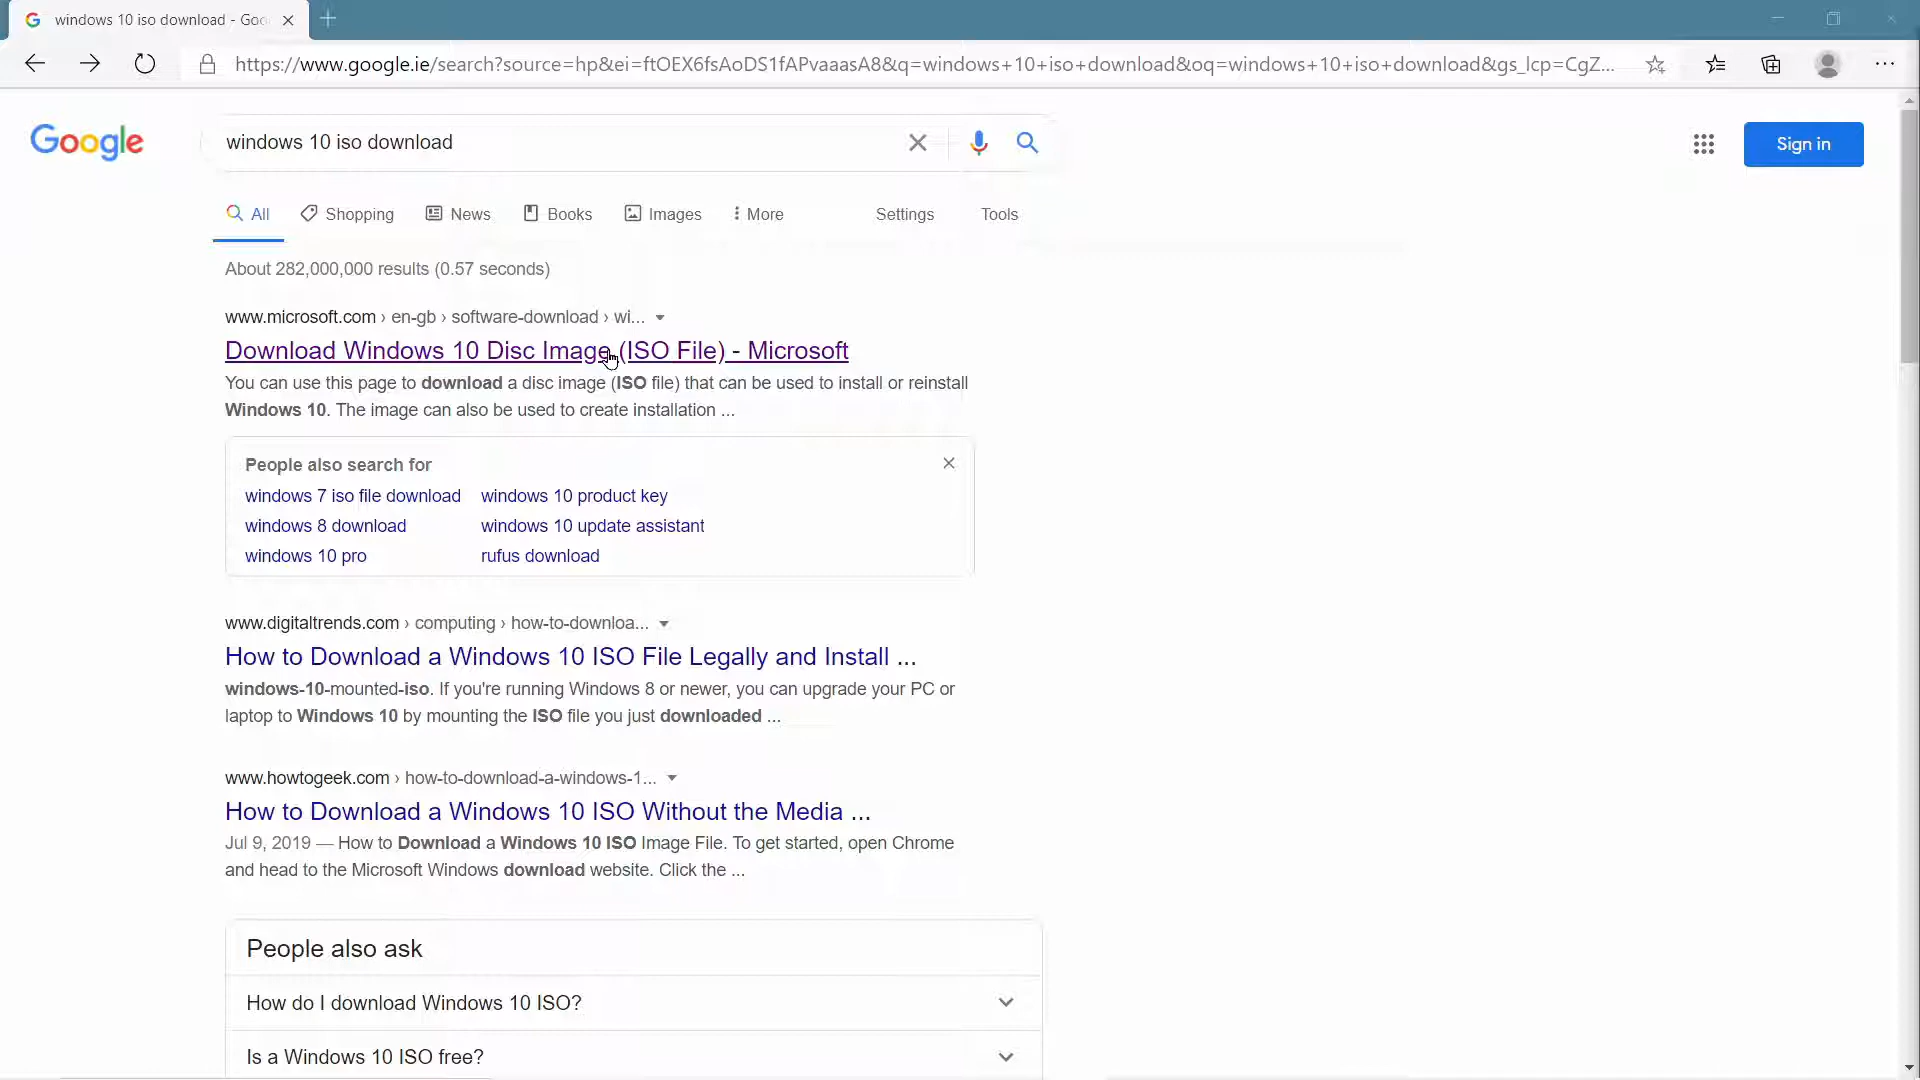 windows 10 iso download - Goo
https://www.google.ie/search?source=hp&ei=ftOEX6fsAoDS1fAPvaaasA8&q=windows+10+iso+download&oq=windows+10+iso+download&gs_lcp=CgZ...
Google
windows 10 iso download
Sign in
All Shopping News Books Images More Settings Tools
About 282,000,000 results (0.57 seconds)
www.microsoft.com › en-gb › software-download › wi...
Download Windows 10 Disc Image (ISO File) - Microsoft
You can use this page to download a disc image (ISO file) that can be used to install or reinstall
Windows 10. The image can also be used to create installation ...
People also search for
windows 7 iso file download windows 10 product key
windows 8 download windows 10 update assistant
windows 10 pro rufus download
www.digitaltrends.com › computing › how-to-downloa...
How to Download a Windows 10 ISO File Legally and Install ...
windows-10-mounted-iso. If you're running Windows 8 or newer, you can upgrade your PC or
laptop to Windows 10 by mounting the ISO file you just downloaded ...
www.howtogeek.com › how-to-download-a-windows-1...
How to Download a Windows 10 ISO Without the Media ...
Jul 9, 2019 — How to Download a Windows 10 ISO Image File. To get started, open Chrome
and head to the Microsoft Windows download website. Click the ...
People also ask
How do I download Windows 10 ISO?
Is a Windows 10 ISO free?